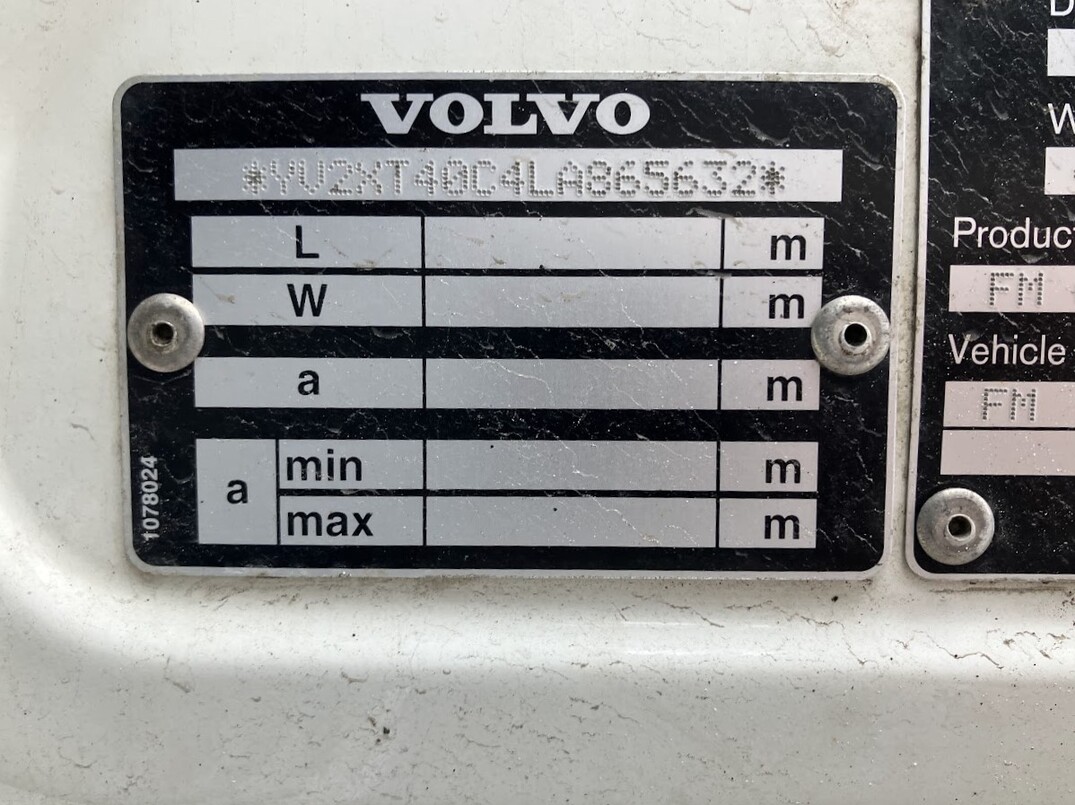 VOLVO
*YV2XT40C4LA865632*
L m
W m
a m
a min m
max m
1078024
D
W
Product
FM
Vehicle
FM